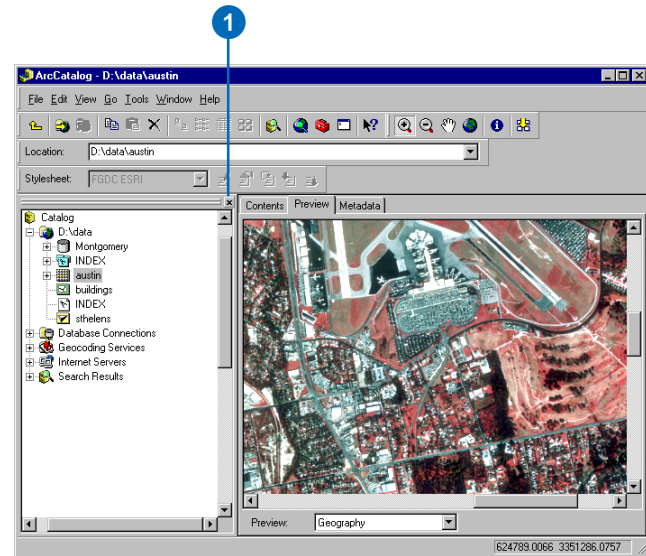 1
ArcCatalog - D:\data\austin
File Edit View Go Tools Window Help
Location: D:\data\austin
Stylesheet: FGDC ESRI
Contents Preview Metadata
Catalog
D:\data
Montgomery
INDEX
austin
buildings
INDEX
sthelens
Database Connections
Geocoding Services
Internet Servers
Search Results
Preview: Geography
624789.0066 3351286.0757